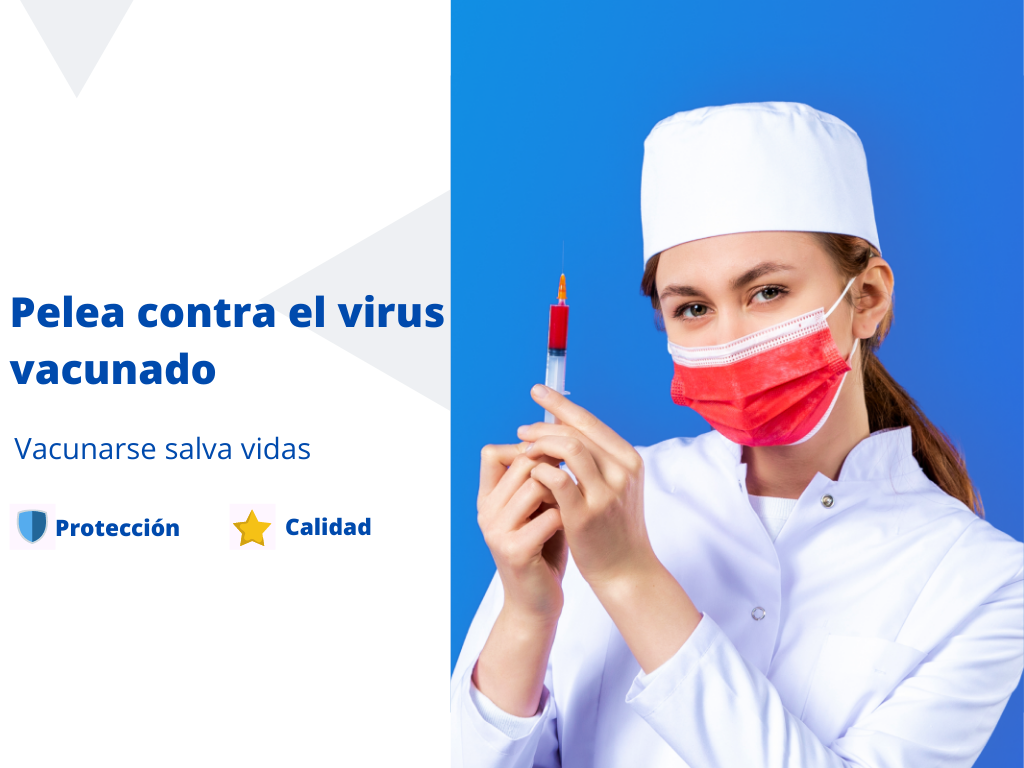 Pelea contra el virus
vacunado
Vacunarse salva vidas
Protección
Calidad